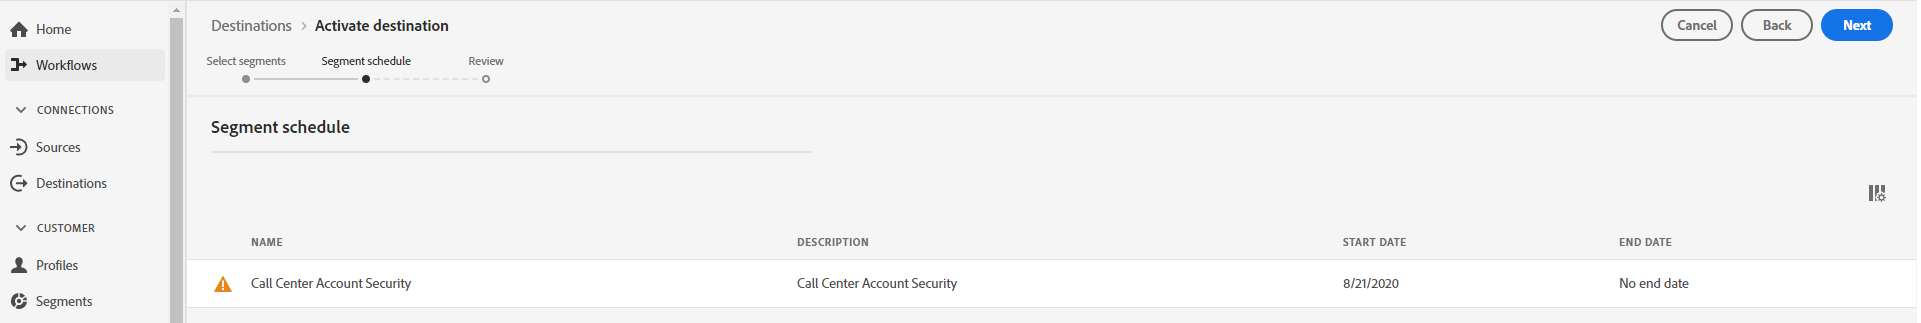 Home
Workflows
CONNECTIONS
Sources
Destinations
CUSTOMER
Profiles
Segments
Destinations > Activate destination
Cancel Back Next
Select segments Segment schedule Review
Segment schedule
NAME DESCRIPTION START DATE END DATE
Call Center Account Security Call Center Account Security 8/21/2020 No end date